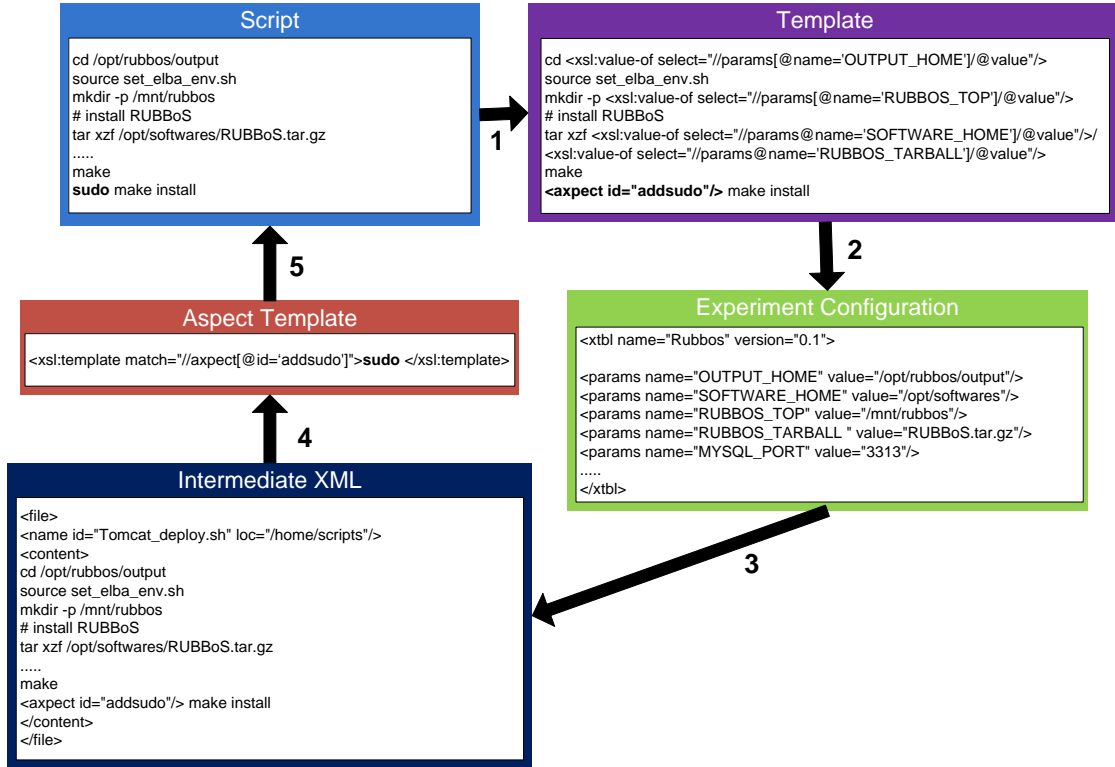 Script
cd /opt/rubbos/output
source set_elba_env.sh
mkdir -p /mnt/rubbos
# install RUBBoS
tar xzf /opt/softwares/RUBBoS.tar.gz
.....
make
sudo make install
1
Template
cd <xsl:value-of select="//params[@name='OUTPUT_HOME']/@value"/>
source set_elba_env.sh
mkdir -p <xsl:value-of select="//params[@name='RUBBOS_TOP']/@value"/>
# install RUBBoS
tar xzf <xsl:value-of select="//params@name='SOFTWARE_HOME']/@value"/>/
<xsl:value-of select="//params@name='RUBBOS_TARBALL']/@value"/>
make
<axpect id="addsudo"/> make install
2
5
Experiment Configuration
<xtbl name="Rubbos" version="0.1">
<params name="OUTPUT_HOME" value="/opt/rubbos/output"/>
<params name="SOFTWARE_HOME" value="/opt/softwares"/>
<params name="RUBBOS_TOP" value="/mnt/rubbos"/>
<params name="RUBBOS_TARBALL " value="RUBBoS.tar.gz"/>
<params name="MYSQL_PORT" value="3313"/>
.....
</xtbl>
Aspect Template
<xsl:template match="//axpect[@id=‘addsudo’]">sudo </xsl:template>
4
3
Intermediate XML
<file>
<name id="Tomcat_deploy.sh" loc="/home/scripts"/>
<content>
cd /opt/rubbos/output
source set_elba_env.sh
mkdir -p /mnt/rubbos
# install RUBBoS
tar xzf /opt/softwares/RUBBoS.tar.gz
.....
make
<axpect id="addsudo"/> make install
</content>
</file>